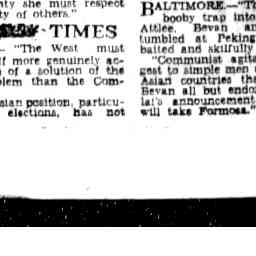 nty she must respect
ty of others."
TIMES
— "The West must
if more genuinely ac-
of a solution of the
blem than the Com-
sian position, particu-
elections, has not
BALTIMORE.—"T
booby trap into
Attlee, Bevan an
tumbled at Peking
baited and skilfully
"Communist agita
gest to simple men
Asian countries tha
Bevan all but endo
lai's announcement
will take Formosa."